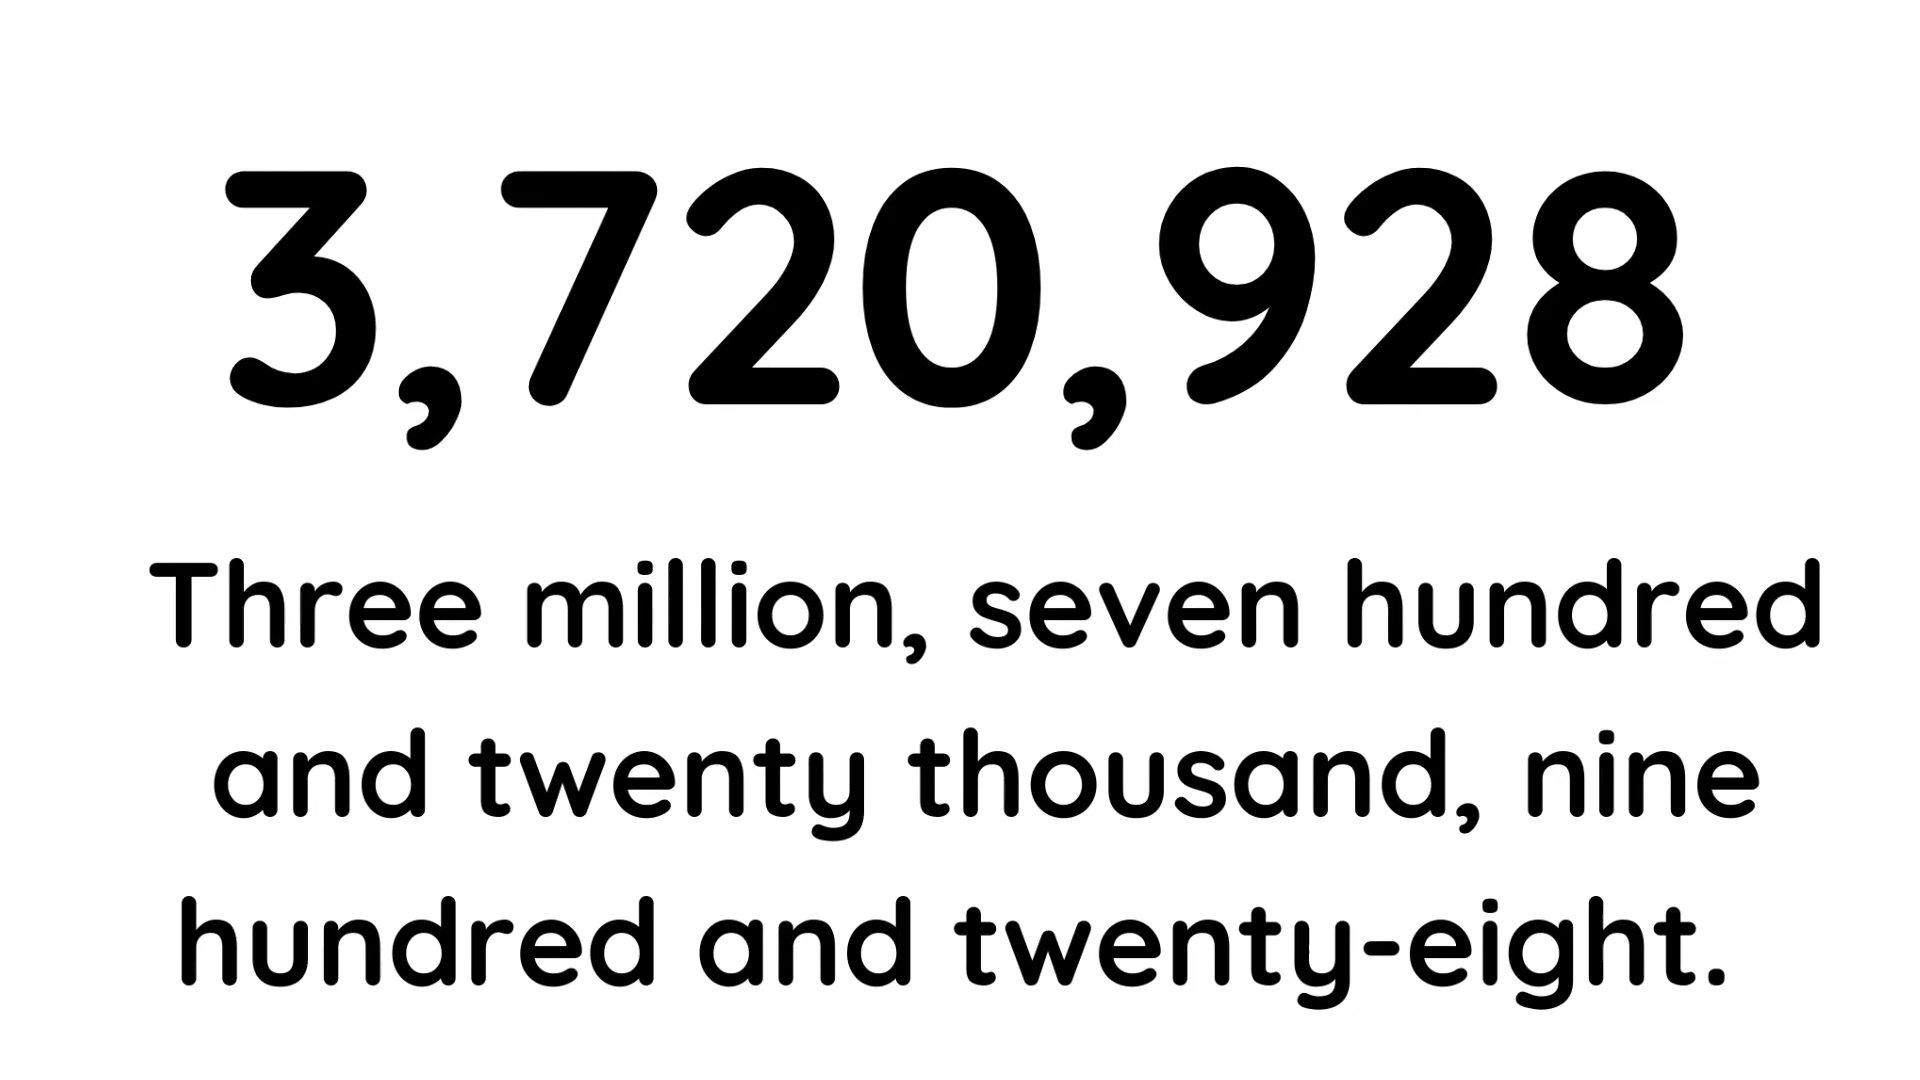 3,720,928
Three million, seven hundred
and twenty thousand, nine
hundred and twenty-eight.